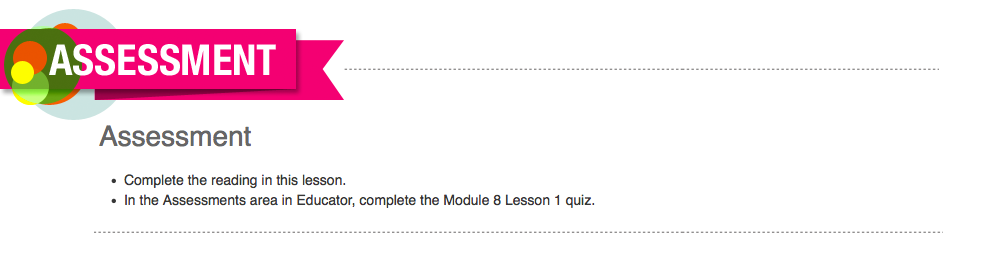 ASSESSMENT
Assessment
• Complete the reading in this lesson.
• In the Assessments area in Educator, complete the Module 8 Lesson 1 quiz.